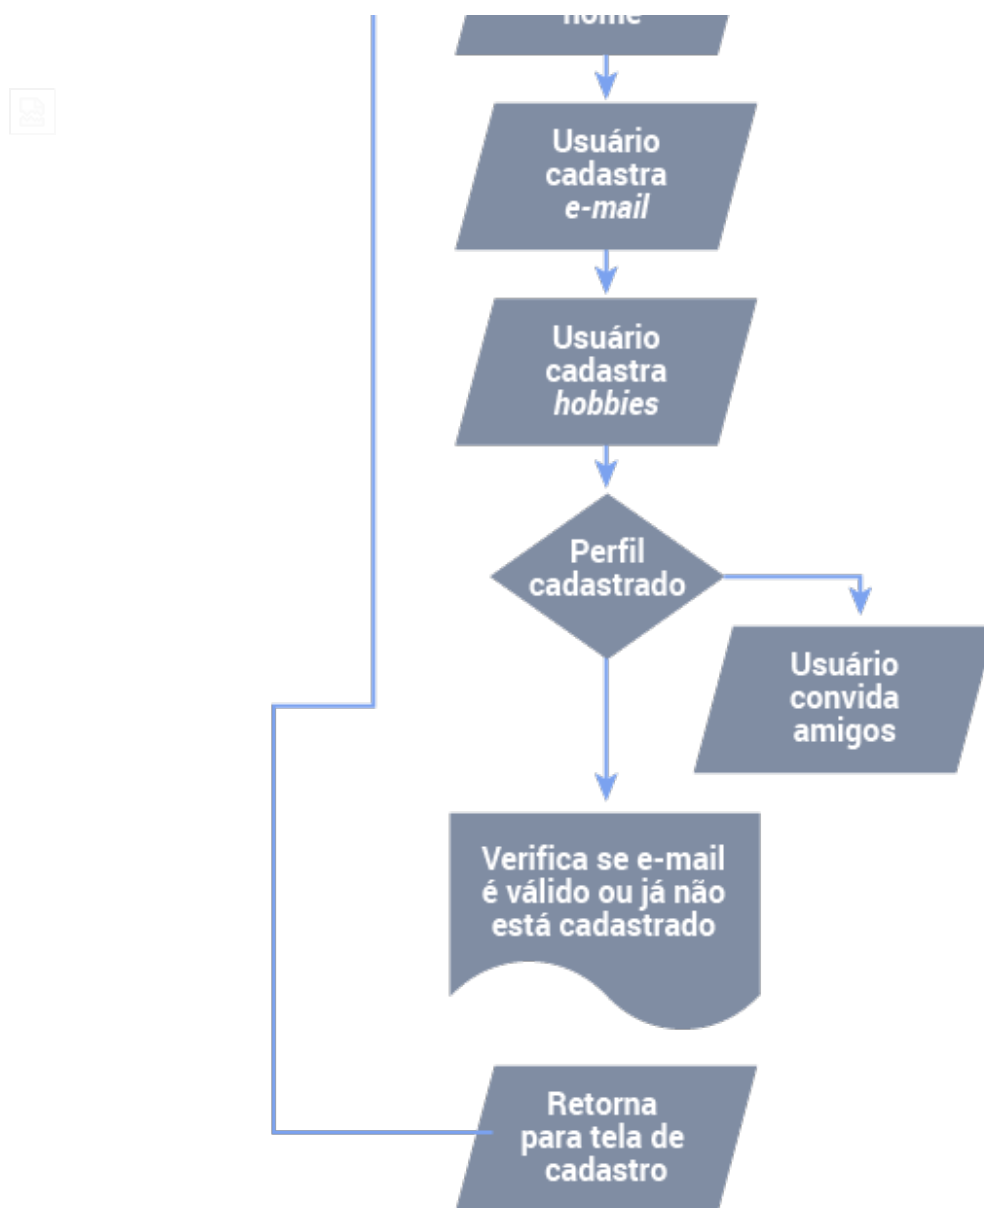 nome
Usuário
cadastra
e-mail
Usuário
cadastra
hobbies
Perfil
cadastrado
Usuário
convida
amigos
Verifica se e-mail
é válido ou já não
está cadastrado
Retorna
para tela de
cadastro